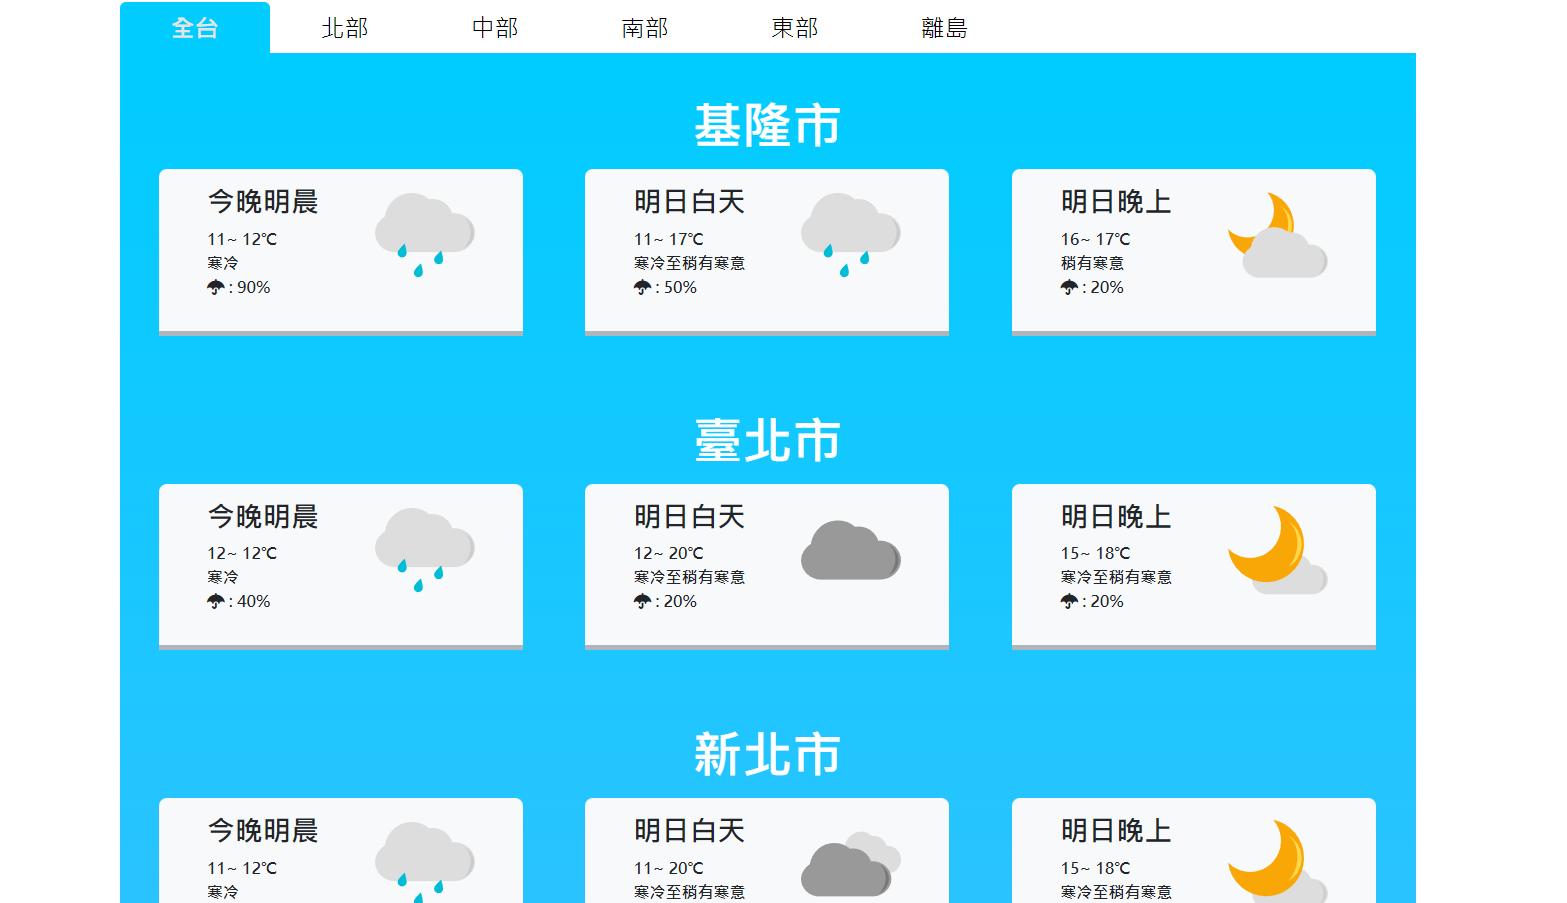 全台 北部 中部 南部 東部 離島
基隆市
今晚明晨
11~ 12℃
寒冷
: 90%
明日白天
11~ 17℃
寒冷至稍有寒意
: 50%
明日晚上
16~ 17℃
稍有寒意
: 20%
臺北市
今晚明晨
12~ 12℃
寒冷
: 40%
明日白天
12~ 20℃
寒冷至稍有寒意
: 20%
明日晚上
15~ 18℃
寒冷至稍有寒意
: 20%
新北市
今晚明晨
11~ 12℃
寒冷
明日白天
11~ 20℃
寒冷至稍有寒意
明日晚上
15~ 18℃
寒冷至稍有寒意